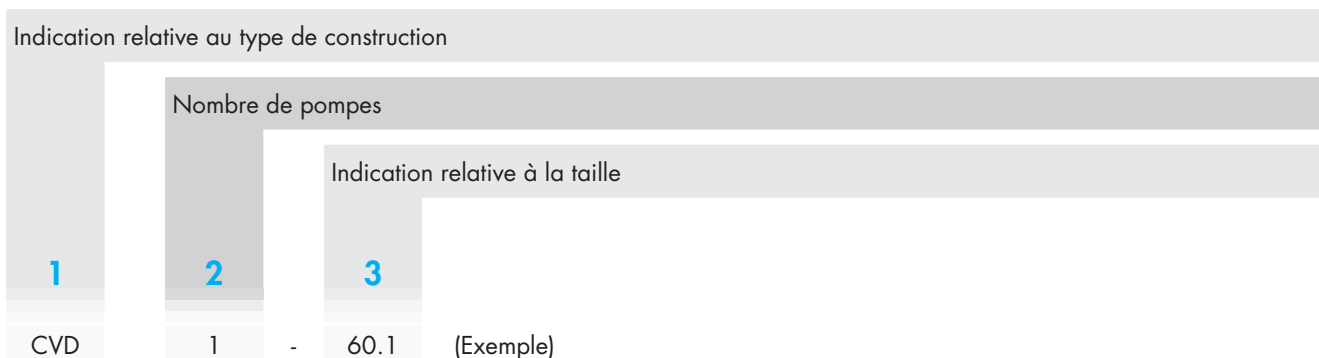 Indication relative au type de construction
Nombre de pompes
Indication relative à la taille
1 2 3
CVD 1 - 60.1 (Exemple)